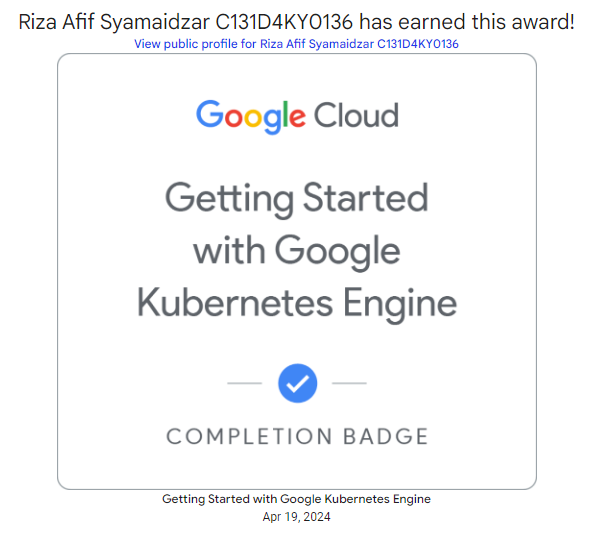 Riza Afif Syamaidzar C131D4KY0136 has earned this award!
View public profile for Riza Afif Syamaidzar C131D4KY0136
Google Cloud
Getting Started
with Google
Kubernetes Engine
COMPLETION BADGE
Getting Started with Google Kubernetes Engine
Apr 19, 2024